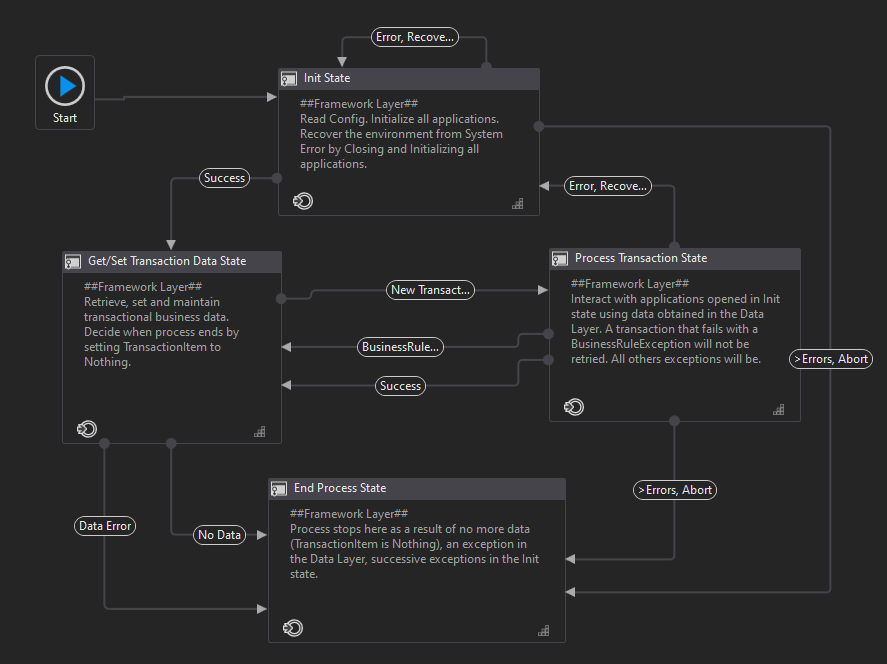 Error, Recove...
Start
Init State
##Framework Layer##
Read Config. Initialize all applications.
Recover the environment from System
Error by Closing and Initializing all
applications.
Success
Error, Recove...
Get/Set Transaction Data State
##Framework Layer##
Retrieve, set and maintain
transactional business data.
Decide when process ends by
setting TransactionItem to
Nothing.
New Transact...
BusinessRule...
Success
Process Transaction State
##Framework Layer##
Interact with applications opened in Init
state using data obtained in the Data
Layer. A transaction that fails with a
BusinessRuleException will not be
retried. All others exceptions will be.
>Errors, Abort
>Errors, Abort
Data Error
No Data
End Process State
##Framework Layer##
Process stops here as a result of no more data
(TransactionItem is Nothing), an exception in
the Data Layer, successive exceptions in the Init
state.